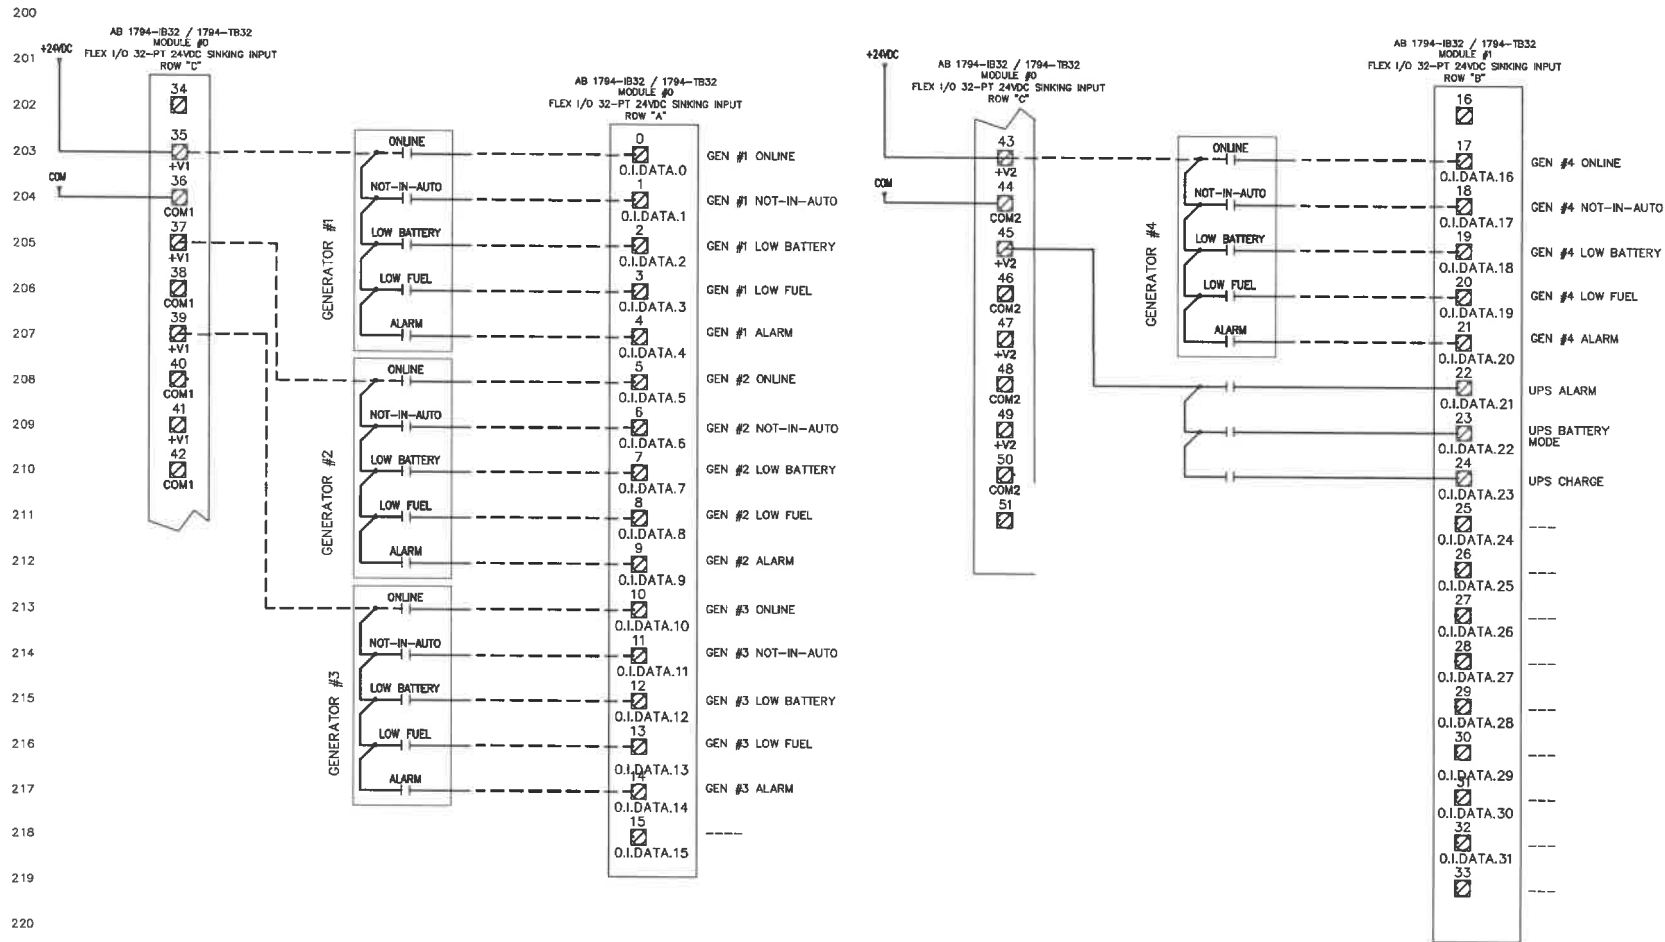 200
201
202
203
204
205
206
207
208
209
210
211
212
213
214
215
216
217
218
219
220
AB 1794-IB32 / 1794-TB32
MODULE #0
FLEX I/O 32-PT 24VDC SINKING INPUT
ROW "C"
+24VDC
COM
34
35
+V1
36
COM1
37
+V1
38
COM1
39
+V1
40
COM1
41
+V1
42
COM1
GENERATOR #1
ONLINE
NOT-IN-AUTO
LOW BATTERY
LOW FUEL
ALARM
GENERATOR #2
ONLINE
NOT-IN-AUTO
LOW BATTERY
LOW FUEL
ALARM
GENERATOR #3
ONLINE
NOT-IN-AUTO
LOW BATTERY
LOW FUEL
ALARM
AB 1794-IB32 / 1794-TB32
MODULE #0
FLEX I/O 32-PT 24VDC SINKING INPUT
ROW "A"
0
O.I.DATA.0
1
O.I.DATA.1
2
O.I.DATA.2
3
O.I.DATA.3
4
O.I.DATA.4
5
O.I.DATA.5
6
O.I.DATA.6
7
O.I.DATA.7
8
O.I.DATA.8
9
O.I.DATA.9
10
O.I.DATA.10
11
O.I.DATA.11
12
O.I.DATA.12
13
O.I.DATA.13
14
O.I.DATA.14
15
O.I.DATA.15
GEN #1 ONLINE
GEN #1 NOT-IN-AUTO
GEN #1 LOW BATTERY
GEN #1 LOW FUEL
GEN #1 ALARM
GEN #2 ONLINE
GEN #2 NOT-IN-AUTO
GEN #2 LOW BATTERY
GEN #2 LOW FUEL
GEN #2 ALARM
GEN #3 ONLINE
GEN #3 NOT-IN-AUTO
GEN #3 LOW BATTERY
GEN #3 LOW FUEL
GEN #3 ALARM
----
+24VDC
COM
AB 1794-IB32 / 1794-TB32
MODULE #0
FLEX I/O 32-PT 24VDC SINKING INPUT
ROW "C"
43
+V2
44
COM2
45
+V2
46
COM2
47
+V2
48
COM2
49
+V2
50
COM2
51
GENERATOR #4
ONLINE
NOT-IN-AUTO
LOW BATTERY
LOW FUEL
ALARM
AB 1794-IB32 / 1794-TB32
MODULE #1
FLEX I/O 32-PT 24VDC SINKING INPUT
ROW "B"
16
17
O.I.DATA.16
18
O.I.DATA.17
19
O.I.DATA.18
20
O.I.DATA.19
21
O.I.DATA.20
22
O.I.DATA.21
23
O.I.DATA.22
24
O.I.DATA.23
25
O.I.DATA.24
26
O.I.DATA.25
27
O.I.DATA.26
28
O.I.DATA.27
29
O.I.DATA.28
30
O.I.DATA.29
31
O.I.DATA.30
32
O.I.DATA.31
33
GEN #4 ONLINE
GEN #4 NOT-IN-AUTO
GEN #4 LOW BATTERY
GEN #4 LOW FUEL
GEN #4 ALARM
UPS ALARM
UPS BATTERY
MODE
UPS CHARGE
---
---
---
---
---
---
---
---
---